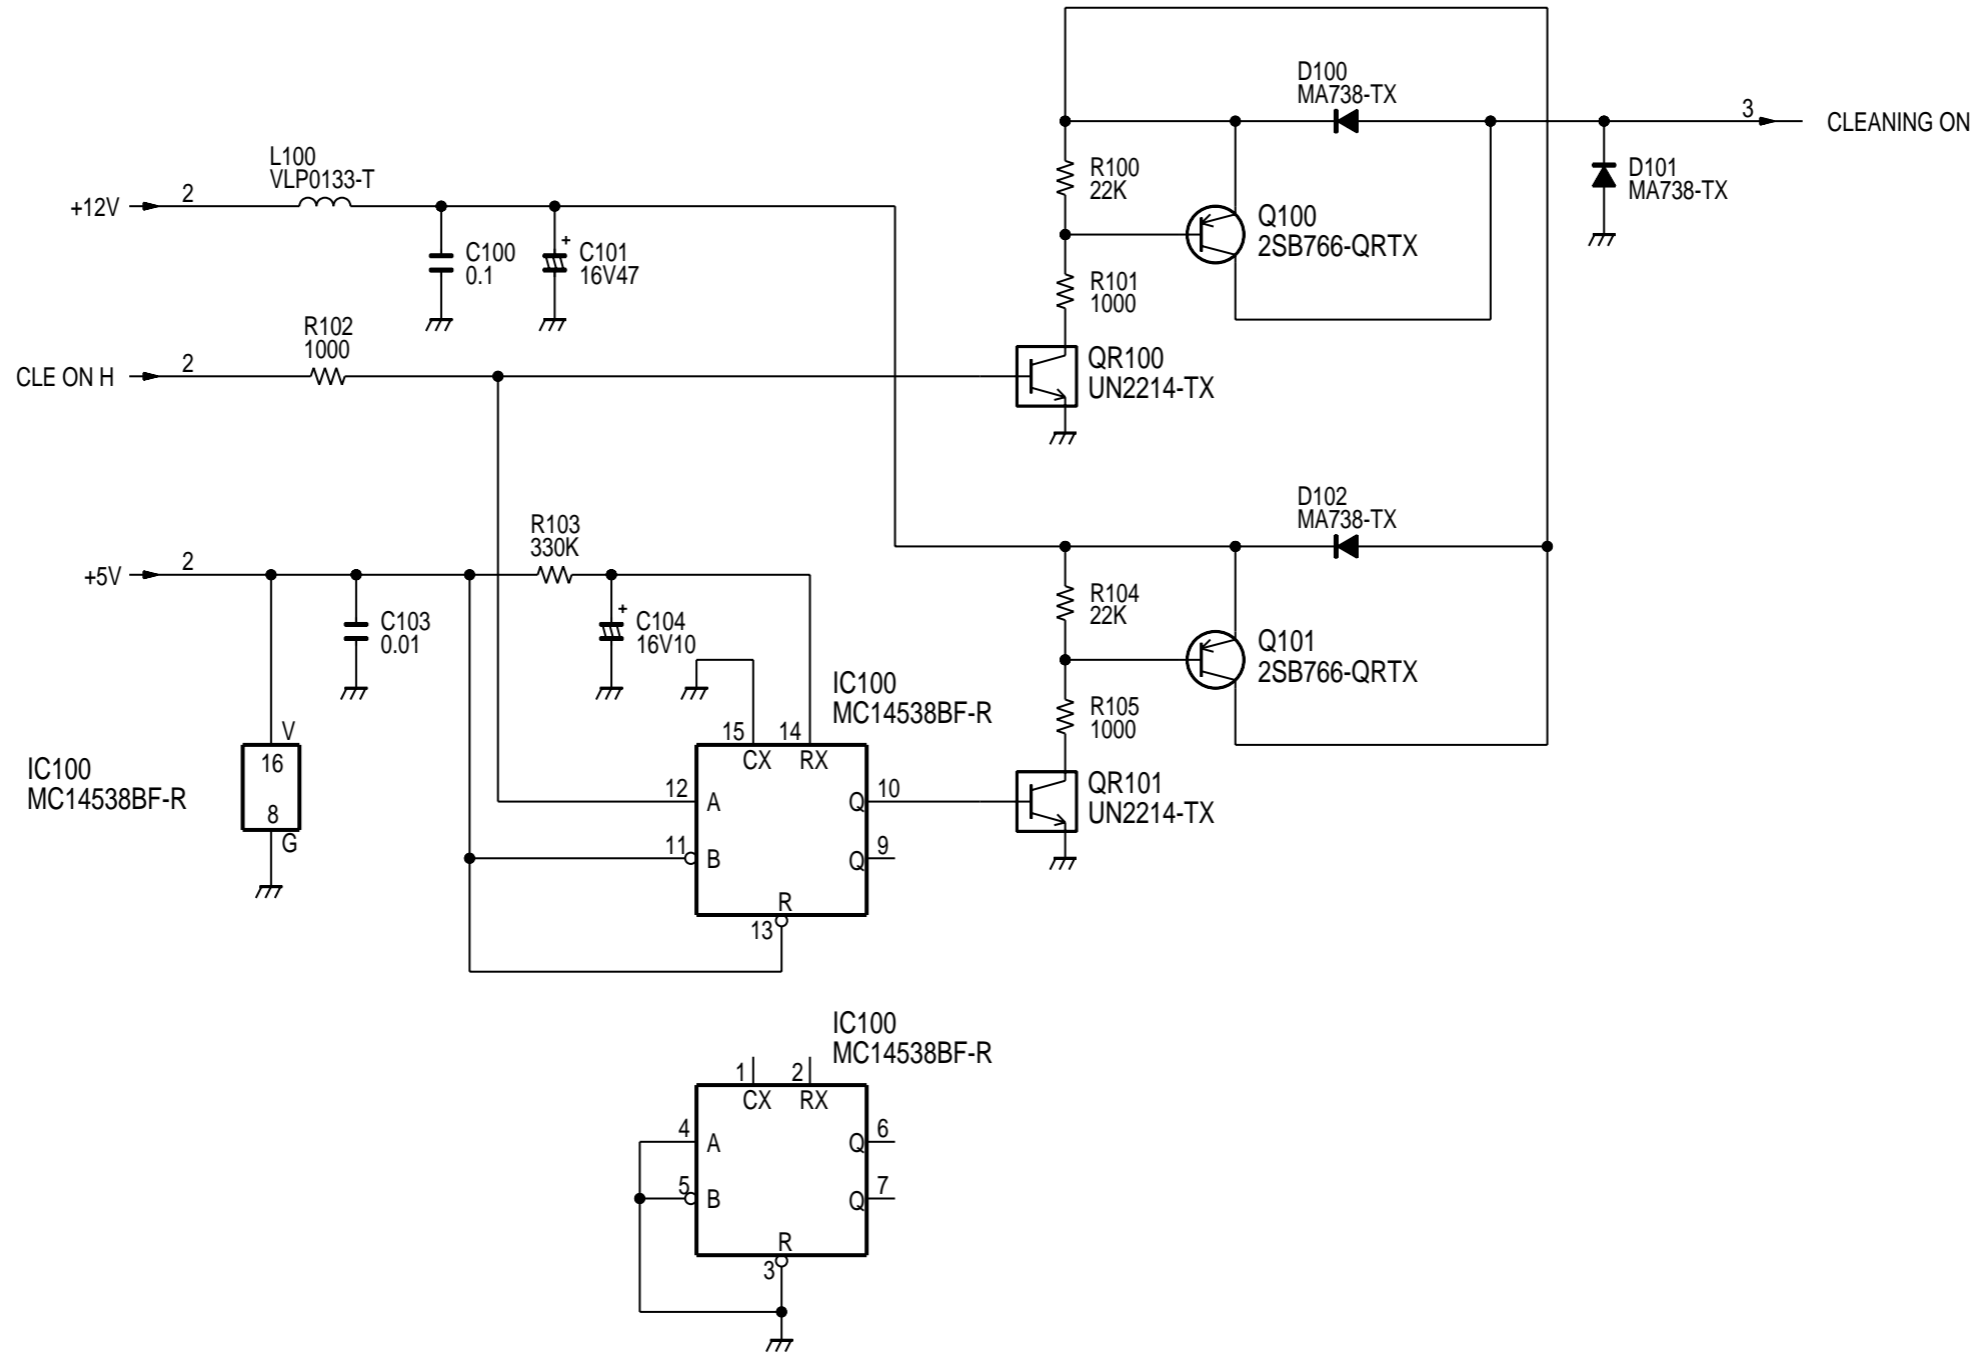 D100
MA738-TX
3
CLEANING ON
L100
VLP0133-T
R100
22K
D101
MA738-TX
+12V
2
Q100
2SB766-QRTX
+
C100
0.1
C101
16V47
R101
1000
R102
1000
CLE ON H
2
QR100
UN2214-TX
D102
MA738-TX
R103
330K
+5V
2
R104
22K
+
C103
0.01
C104
16V10
Q101
2SB766-QRTX
IC100
MC14538BF-R
R105
1000
V
15
14
CX
RX
IC100
MC14538BF-R
16
8
G
12
A
Q
10
QR101
UN2214-TX
11
B
Q
9
R
13
IC100
MC14538BF-R
1
2
CX
RX
4
A
Q
6
5
B
Q
7
R
3